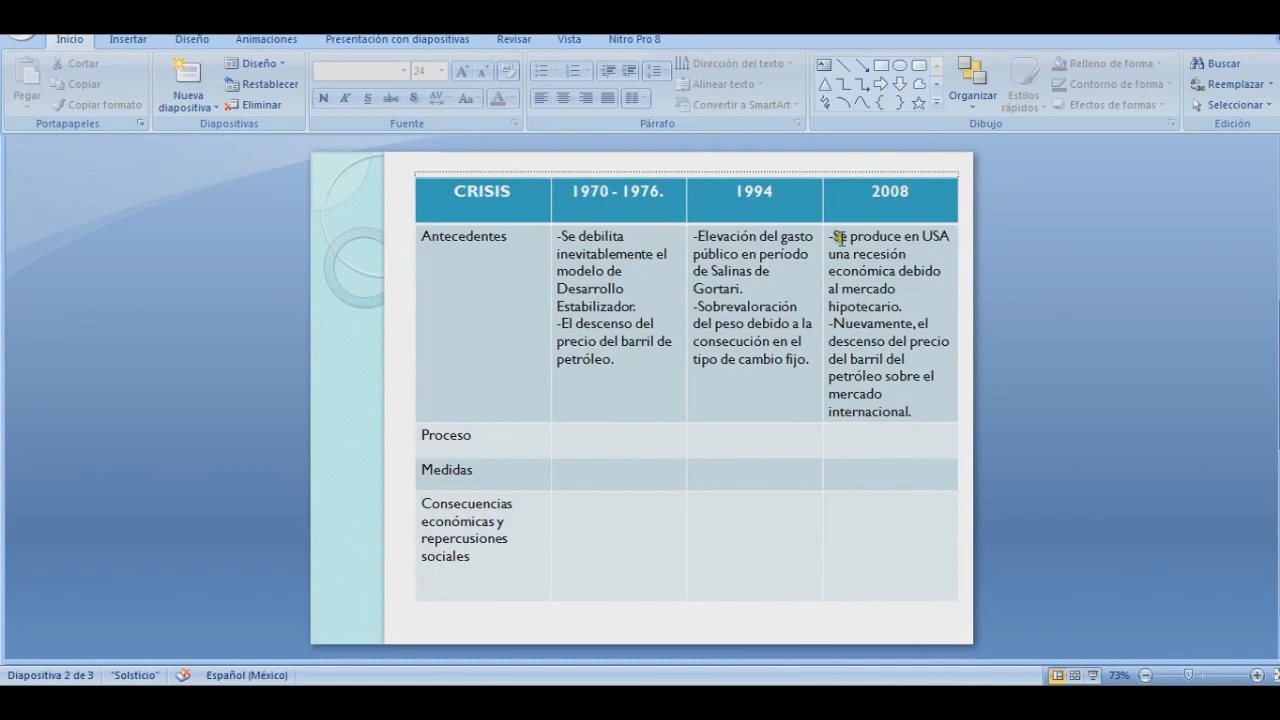 Inicio Insertar Diseño Animaciones Presentación con diapositivas Revisar Vista Nitro Pro 8
Pegar
Cortar
Copiar
Copiar formato
Portapapeles
Nueva
diapositiva
Diseño
Restablecer
Eliminar
Diapositivas
24
N K S abc S AV Aa A
Fuente
Dirección del texto
Alinear texto
Convertir a SmartArt
Párrafo
Organizar
Estilos
rápidos
Relleno de forma
Contorno de forma
Efectos de formas
Dibujo
Buscar
Reemplazar
Seleccionar
Edición
CRISIS 1970 - 1976. 1994 2008
Antecedentes
-Se debilita
inevitablemente el
modelo de
Desarrollo
Estabilizador.
-El descenso del
precio del barril de
petróleo.
-Elevación del gasto
público en período
de Salinas de
Gortari.
-Sobrevaloración
del peso debido a la
consecución en el
tipo de cambio fijo.
-Se produce en USA
una recesión
económica debido
al mercado
hipotecario.
-Nuevamente, el
descenso del precio
del barril del
petróleo sobre el
mercado
internacional.
Proceso
Medidas
Consecuencias
económicas y
repercusiones
sociales
Diapositiva 2 de 3 "Solsticio" Español (México) 73%